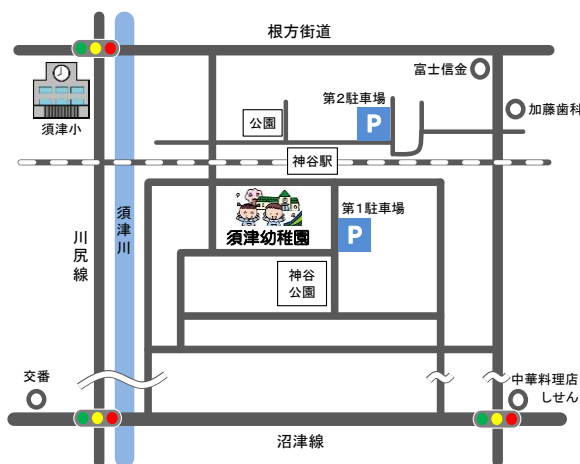 根方街道
富士信金
加藤歯科
第2駐車場
P
公園
須津小
神谷駅
須津川
川尻線
第1駐車場
P
須津幼稚園
神谷
公園
交番
中華料理店
しせん
沼津線